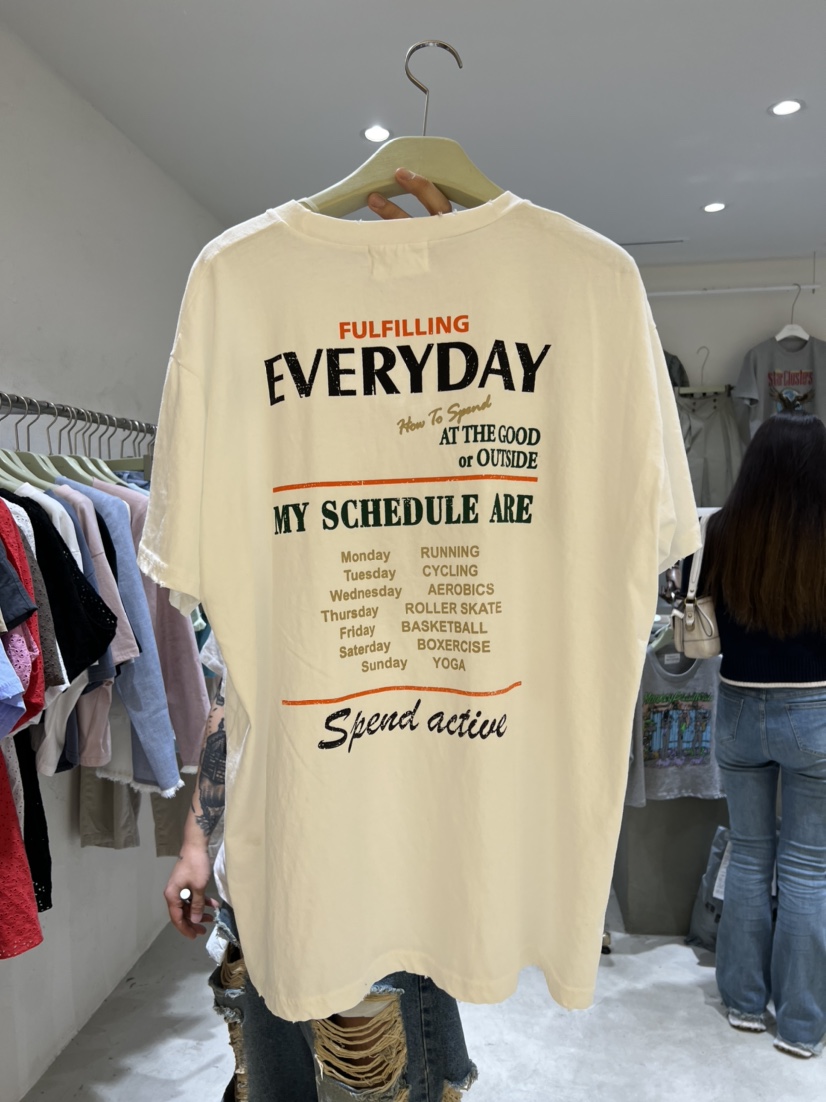 FULFILLING
EVERYDAY
How To Spend
AT THE GOOD
or OUTSIDE
MY SCHEDULE ARE
Monday RUNNING
Tuesday CYCLING
Wednesday AEROBICS
Thursday ROLLER SKATE
Friday BASKETBALL
Saterday BOXERCISE
Sunday YOGA
Spend active